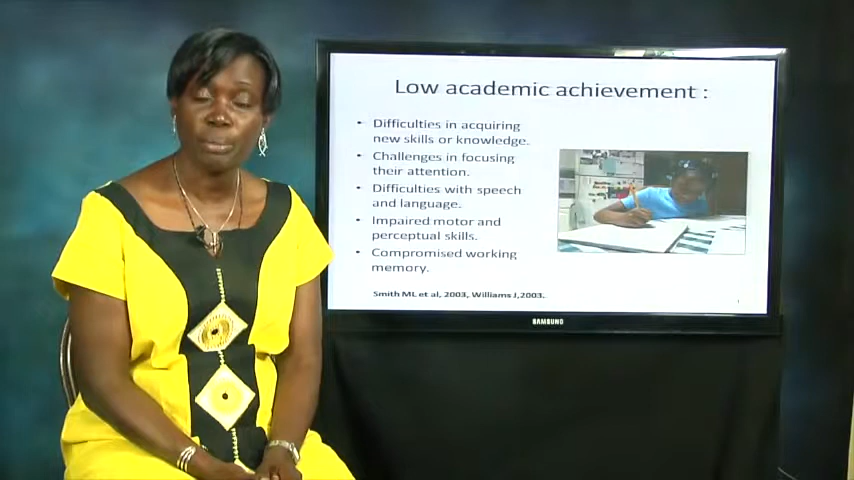 Low academic achievement :
• Difficulties in acquiring
new skills or knowledge.
• Challenges in focusing
their attention.
• Difficulties with speech
and language.
• Impaired motor and
perceptual skills.
• Compromised working
memory.
Smith ML et al, 2003, Williams J,2003.
SAMSUNG